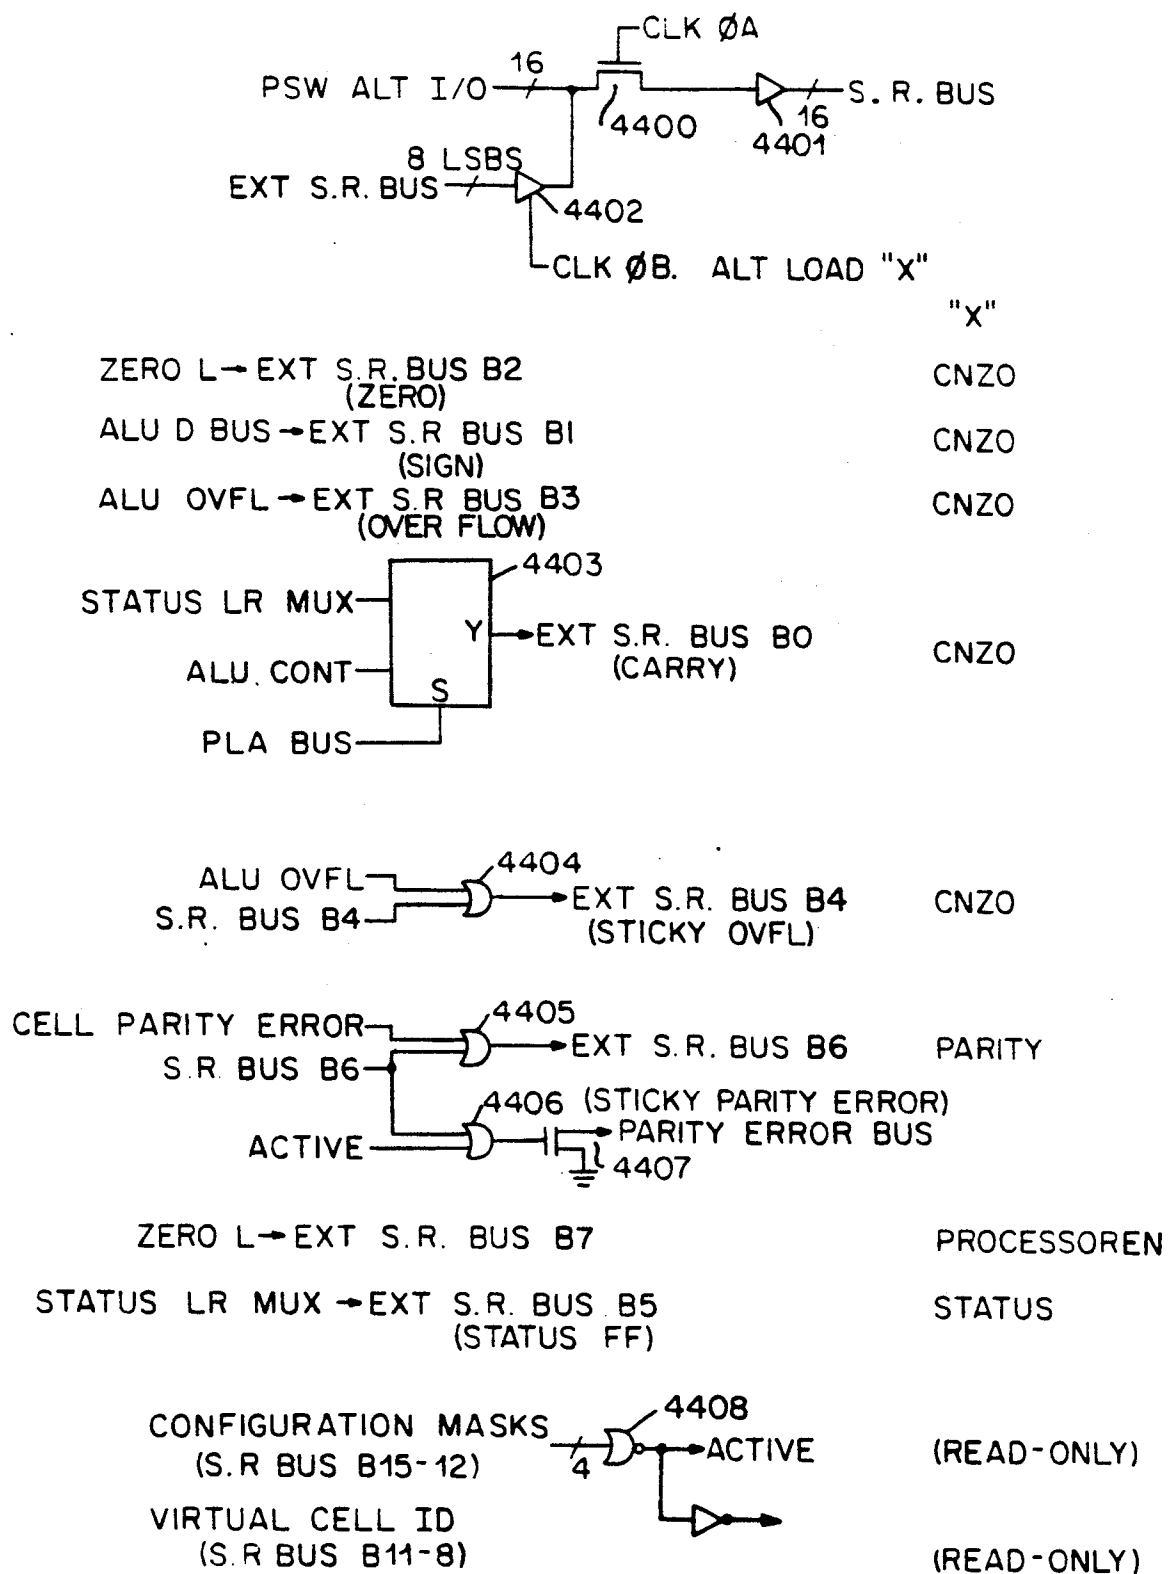 CLK ØA
16
PSW ALT I/O
S. R. BUS
4400
16
4401
8 LSBS
EXT S.R. BUS
4402
CLK ØB. ALT LOAD "X"
"X"
ZERO L→EXT S.R. BUS B2 CNZO
(ZERO)
ALU D BUS→EXT S.R BUS B1 CNZO
(SIGN)
ALU OVFL→EXT S.R BUS B3 CNZO
(OVER FLOW)
4403
STATUS LR MUX
Y EXT S.R. BUS B0 CNZO
(CARRY)
ALU. CONT
S
PLA BUS
4404
ALU OVFL
EXT S.R. BUS B4 CNZO
S.R. BUS B4
(STICKY OVFL)
4405
CELL PARITY ERROR
EXT S.R. BUS B6 PARITY
S.R. BUS B6
4406 (STICKY PARITY ERROR)
PARITY ERROR BUS
ACTIVE
4407
ZERO L→EXT S.R. BUS B7 PROCESSOREN
STATUS LR MUX→EXT S.R. BUS B5 STATUS
(STATUS FF)
4408
CONFIGURATION MASKS
4
ACTIVE (READ-ONLY)
(S.R BUS B15-12)
VIRTUAL CELL ID
(S.R BUS B11-8) (READ-ONLY)